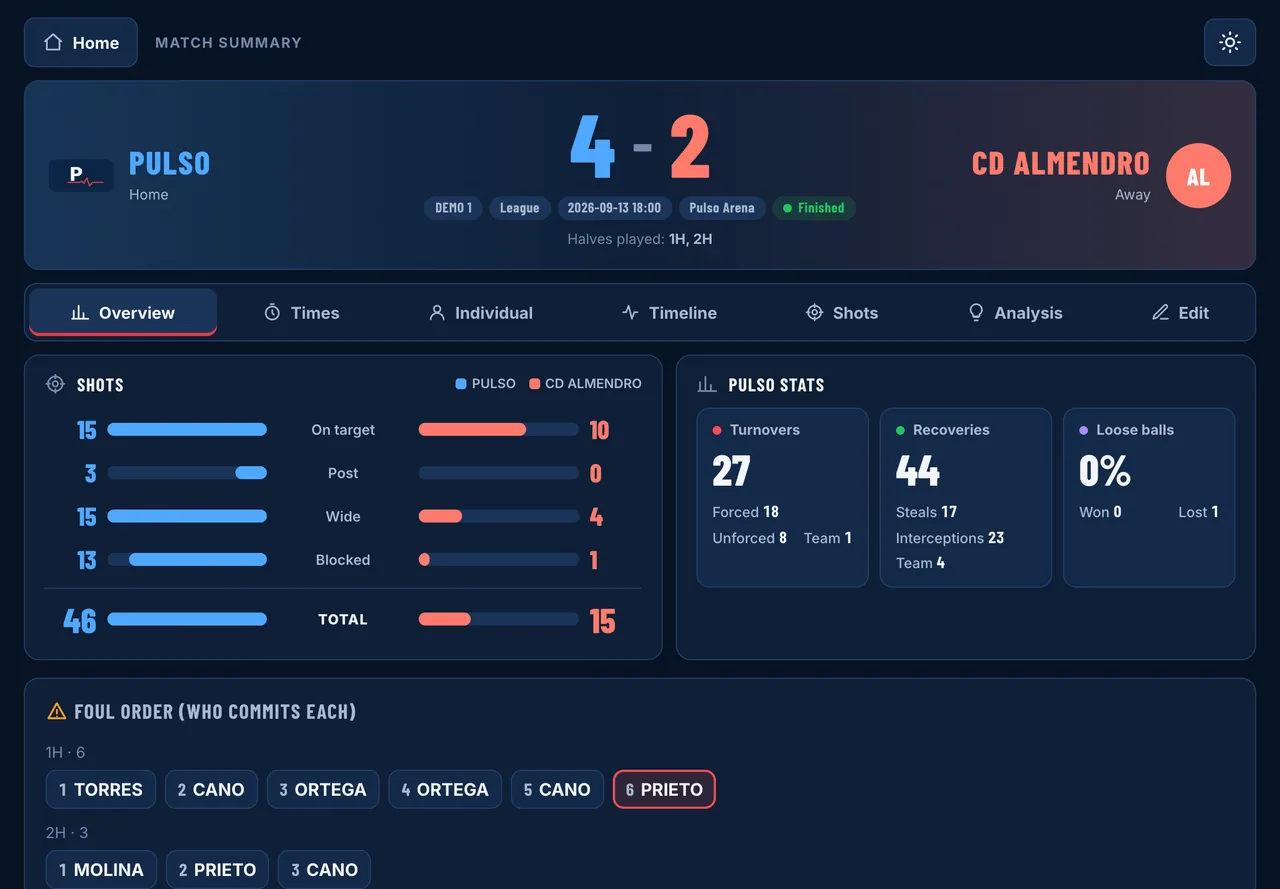 Home
MATCH SUMMARY
P
PULSO
Home
4 - 2
CD ALMENDRO
Away
AL
DEMO 1 League 2026-09-13 18:00 Pulso Arena Finished
Halves played: 1H, 2H
Overview Times Individual Timeline Shots Analysis Edit
SHOTS
PULSO CD ALMENDRO
15 On target 10
3 Post 0
15 Wide 4
13 Blocked 1
46 TOTAL 15
PULSO STATS
Turnovers
27
Forced 18
Unforced 8 Team 1
Recoveries
44
Steals 17
Interceptions 23
Team 4
Loose balls
0%
Won 0 Lost 1
FOUL ORDER (WHO COMMITS EACH)
1H · 6
1 TORRES 2 CANO 3 ORTEGA 4 ORTEGA 5 CANO 6 PRIETO
2H · 3
1 MOLINA 2 PRIETO 3 CANO